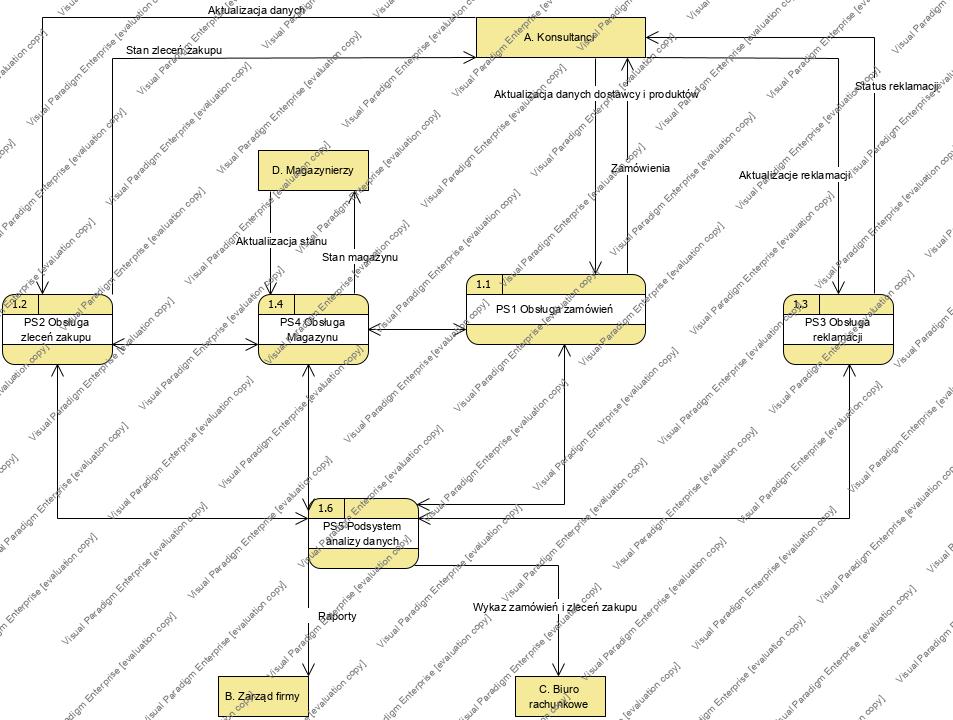 Aktualizacja danych
A. Konsultanci
Stan zleceń zakupu
Status reklamacji
Aktualizacja danych dostawcy i produktów
D. Magazynierzy
Zamówienia
Aktualizacje reklamacji
Aktualizacja stanu
Stan magazynu
1.2
PS2 Obsługa
zleceń zakupu
1.4
PS4 Obsługa
Magazynu
1.1
PS1 Obsługa zamówień
1.3
PS3 Obsługa
reklamacji
1.6
PS5 Podsystem
analizy danych
Raporty
Wykaz zamówień i zleceń zakupu
B. Zarząd firmy
C. Biuro
rachunkowe
Visual Paradigm Enterprise [evaluation copy]